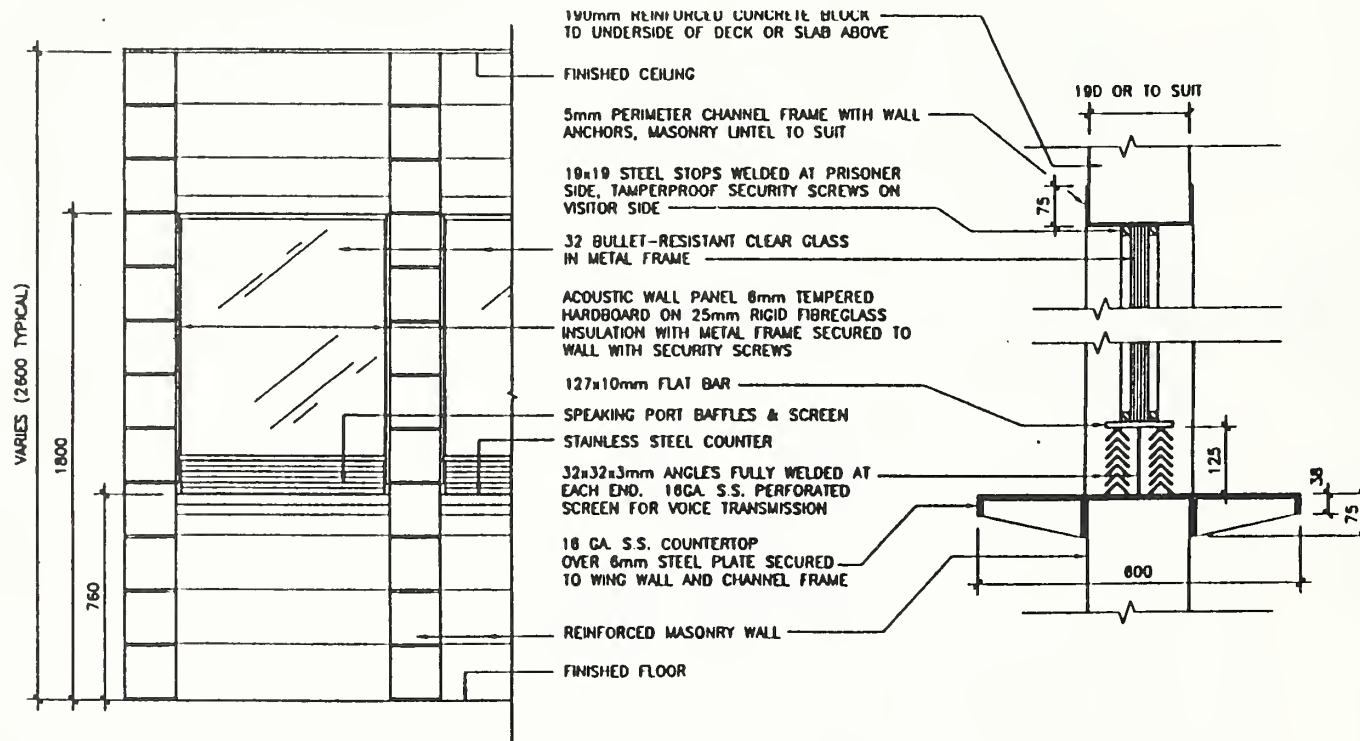 190mm REINFORCED CONCRETE BLOCK
TO UNDERSIDE OF DECK OR SLAB ABOVE
FINISHED CEILING
5mm PERIMETER CHANNEL FRAME WITH WALL
ANCHORS, MASONRY LINTEL TO SUIT
19x19 STEEL STOPS WELDED AT PRISONER
SIDE, TAMPERPROOF SECURITY SCREWS ON
VISITOR SIDE
32 BULLET-RESISTANT CLEAR GLASS
IN METAL FRAME
ACOUSTIC WALL PANEL 6mm TEMPERED
HARDBOARD ON 25mm RIGID FIBREGLASS
INSULATION WITH METAL FRAME SECURED TO
WALL WITH SECURITY SCREWS
127x10mm FLAT BAR
SPEAKING PORT BAFFLES & SCREEN
STAINLESS STEEL COUNTER
32x32x3mm ANGLES FULLY WELDED AT
EACH END. 16GA. S.S. PERFORATED
SCREEN FOR VOICE TRANSMISSION
16 GA. S.S. COUNTERTOP
OVER 6mm STEEL PLATE SECURED
TO WING WALL AND CHANNEL FRAME
REINFORCED MASONRY WALL
FINISHED FLOOR
VARIES (2600 TYPICAL)
1800
760
190 OR TO SUIT
75
125
38
75
600